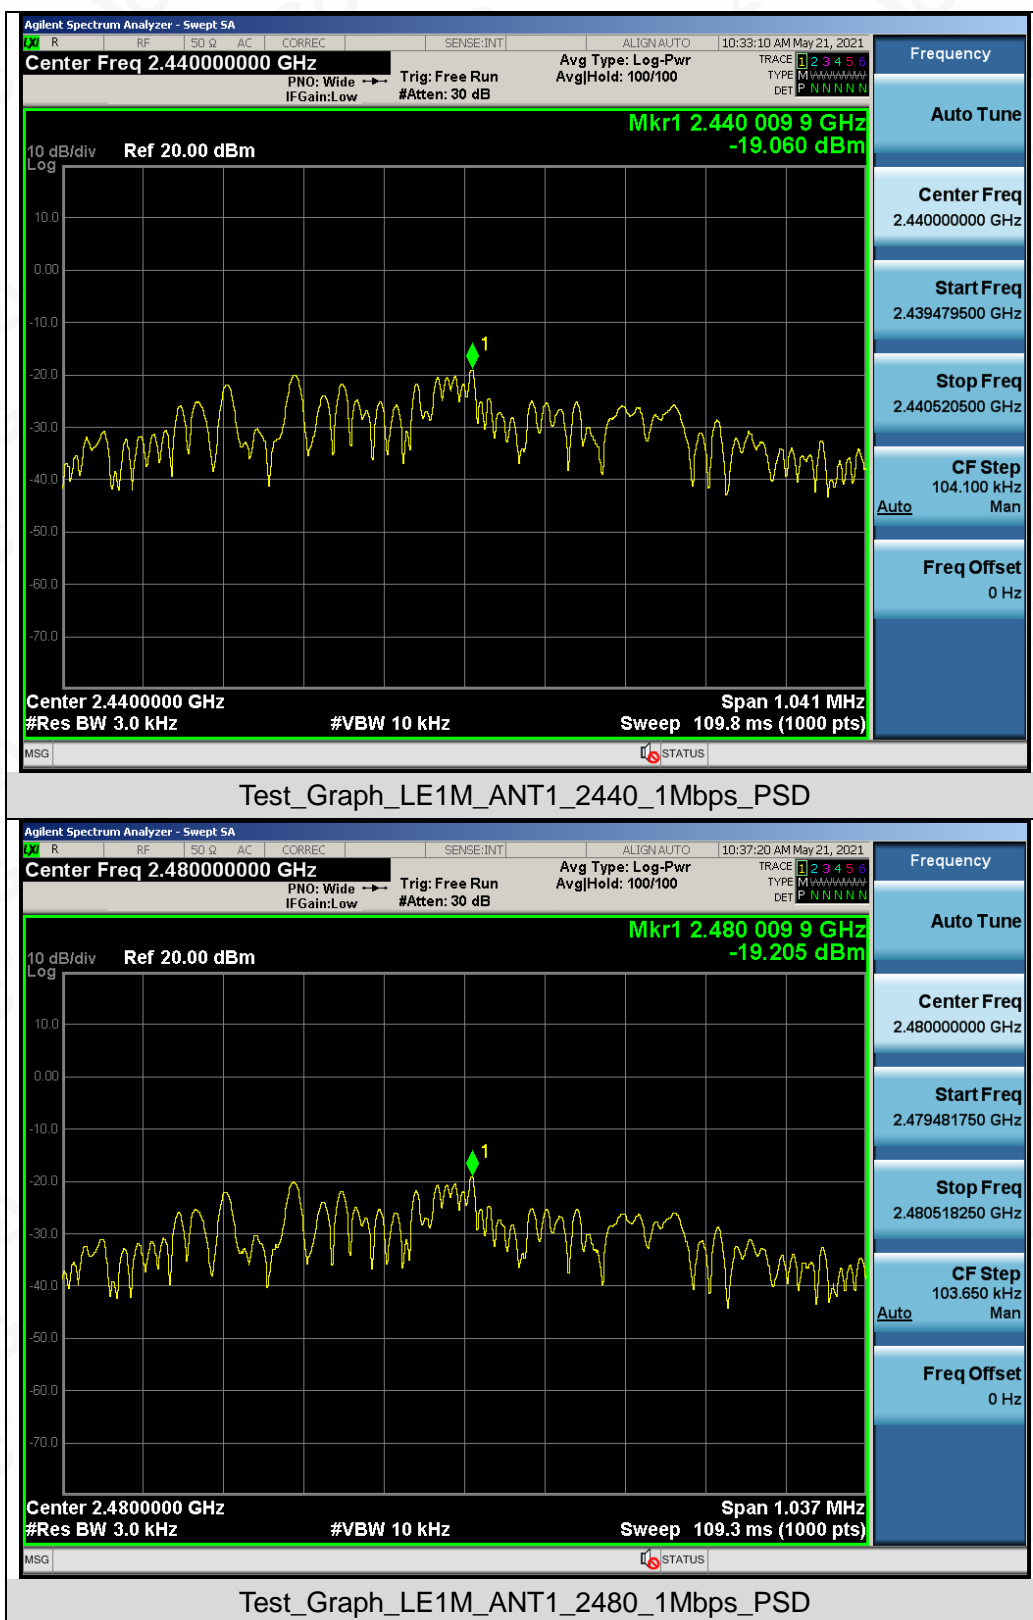 Agilent Spectrum Analyzer - Swept SA
LXI R RF 50 Ω AC CORREC SENSE:INT ALIGN AUTO 10:33:10 AM May 21, 2021
Center Freq 2.440000000 GHz
PNO: Wide
IFGain:Low
Trig: Free Run
#Atten: 30 dB
Avg Type: Log-Pwr
Avg|Hold: 100/100
TRACE 1 2 3 4 5 6
TYPE M WWWWW
DET P N N N N N
Mkr1 2.440 009 9 GHz
-19.060 dBm
10 dB/div Ref 20.00 dBm
Log
10.0
0.00
-10.0
-20.0
-30.0
-40.0
-50.0
-60.0
-70.0
1
Center 2.4400000 GHz Span 1.041 MHz
#Res BW 3.0 kHz #VBW 10 kHz Sweep 109.8 ms (1000 pts)
MSG STATUS
Frequency
Auto Tune
Center Freq
2.440000000 GHz
Start Freq
2.439479500 GHz
Stop Freq
2.440520500 GHz
CF Step
104.100 kHz
Auto Man
Freq Offset
0 Hz
Test_Graph_LE1M_ANT1_2440_1Mbps_PSD
Agilent Spectrum Analyzer - Swept SA
LXI R RF 50 Ω AC CORREC SENSE:INT ALIGN AUTO 10:37:20 AM May 21, 2021
Center Freq 2.480000000 GHz
PNO: Wide
IFGain:Low
Trig: Free Run
#Atten: 30 dB
Avg Type: Log-Pwr
Avg|Hold: 100/100
TRACE 1 2 3 4 5 6
TYPE M WWWWW
DET P N N N N N
Mkr1 2.480 009 9 GHz
-19.205 dBm
10 dB/div Ref 20.00 dBm
Log
10.0
0.00
-10.0
-20.0
-30.0
-40.0
-50.0
-60.0
-70.0
1
Center 2.4800000 GHz Span 1.037 MHz
#Res BW 3.0 kHz #VBW 10 kHz Sweep 109.3 ms (1000 pts)
MSG STATUS
Frequency
Auto Tune
Center Freq
2.480000000 GHz
Start Freq
2.479481750 GHz
Stop Freq
2.480518250 GHz
CF Step
103.650 kHz
Auto Man
Freq Offset
0 Hz
Test_Graph_LE1M_ANT1_2480_1Mbps_PSD